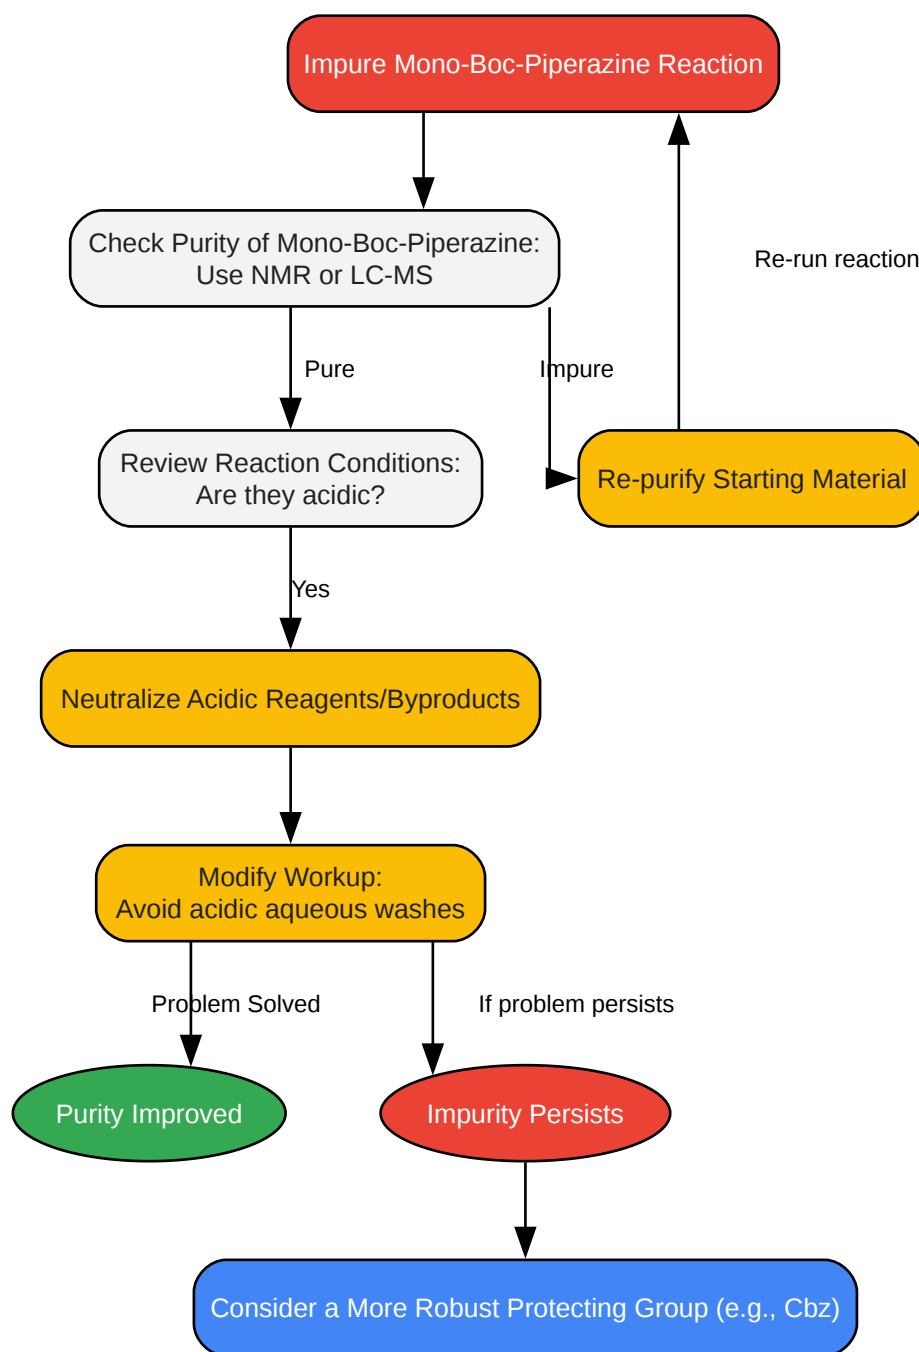 Impure Mono-Boc-Piperazine Reaction
Check Purity of Mono-Boc-Piperazine:
Use NMR or LC-MS
Re-run reaction
Pure
Impure
Review Reaction Conditions:
Are they acidic?
Re-purify Starting Material
Yes
Neutralize Acidic Reagents/Byproducts
Modify Workup:
Avoid acidic aqueous washes
Problem Solved
If problem persists
Purity Improved
Impurity Persists
Consider a More Robust Protecting Group (e.g., Cbz)